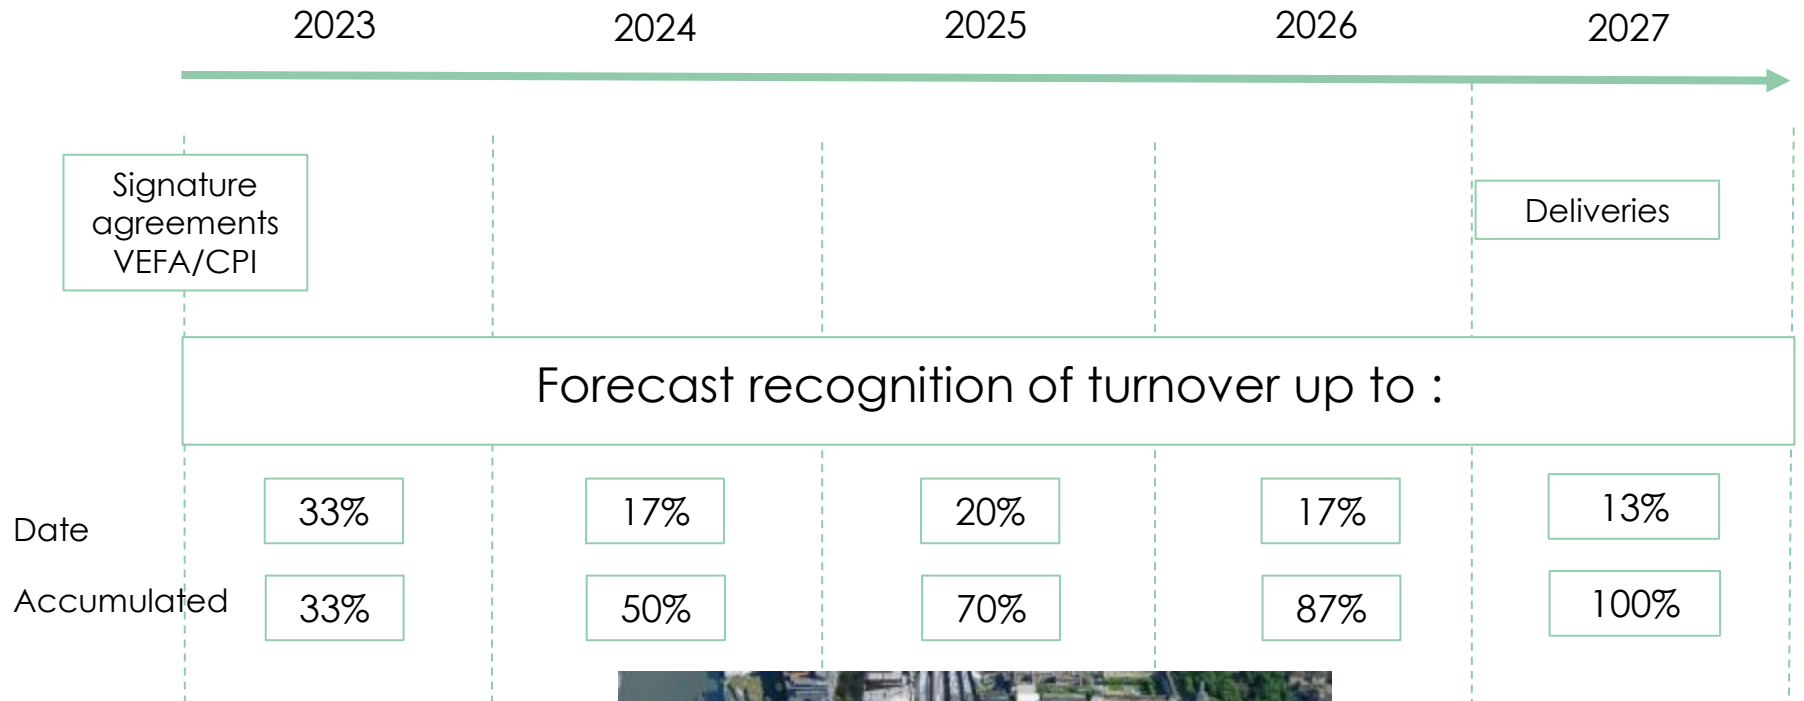 2023 2024 2025 2026 2027
Signature
agreements
VEFA/CPI
Deliveries
Forecast recognition of turnover up to :
Date 33% 17% 20% 17% 13%
Accumulated 33% 50% 70% 87% 100%